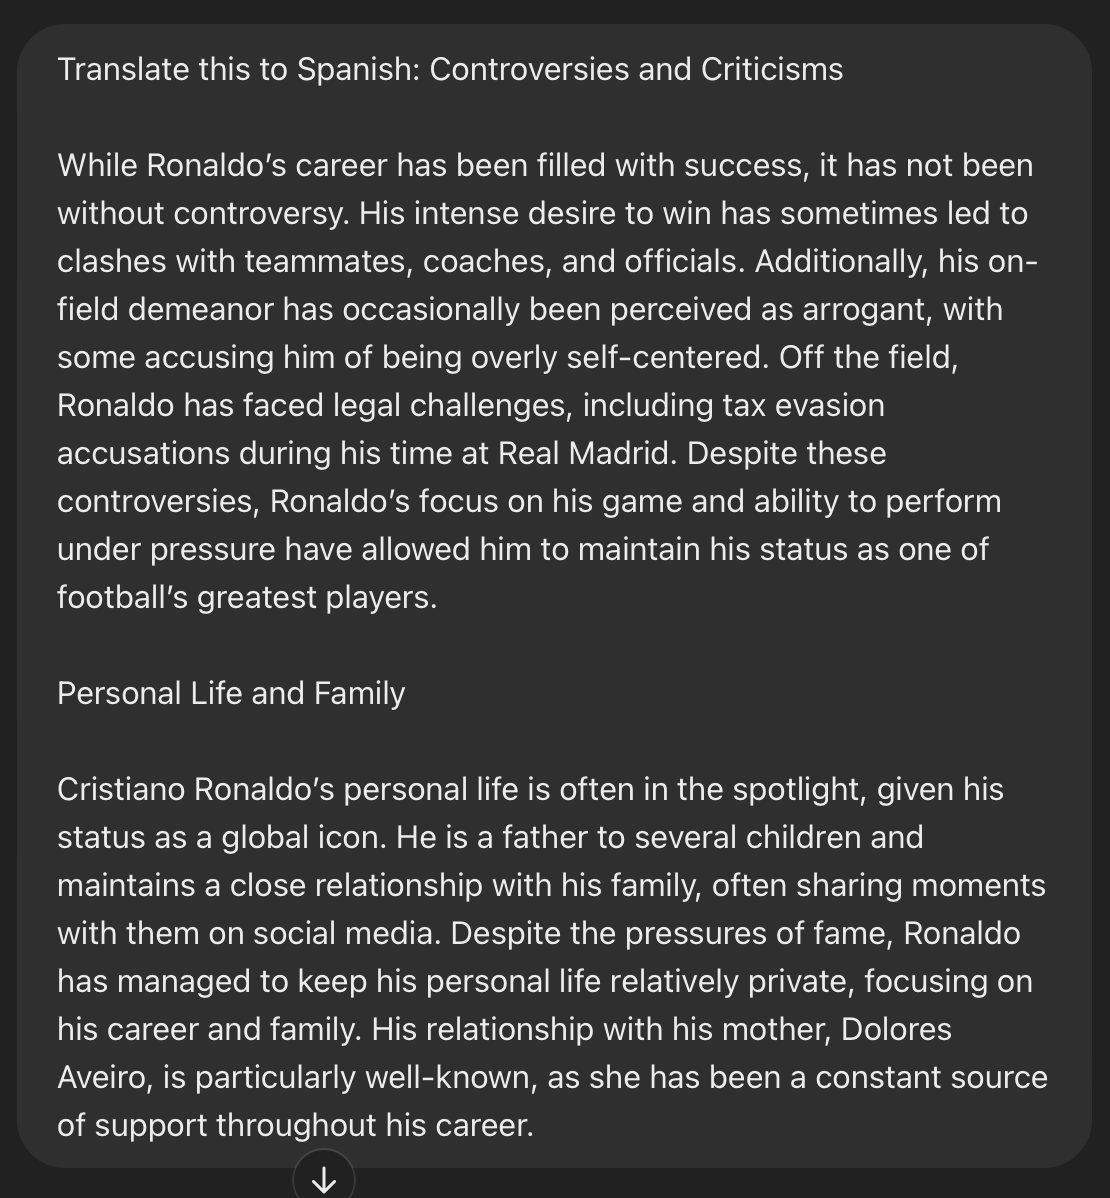 Translate this to Spanish: Controversies and Criticisms
While Ronaldo’s career has been filled with success, it has not been
without controversy. His intense desire to win has sometimes led to
clashes with teammates, coaches, and officials. Additionally, his on-
field demeanor has occasionally been perceived as arrogant, with
some accusing him of being overly self-centered. Off the field,
Ronaldo has faced legal challenges, including tax evasion
accusations during his time at Real Madrid. Despite these
controversies, Ronaldo’s focus on his game and ability to perform
under pressure have allowed him to maintain his status as one of
football’s greatest players.
Personal Life and Family
Cristiano Ronaldo’s personal life is often in the spotlight, given his
status as a global icon. He is a father to several children and
maintains a close relationship with his family, often sharing moments
with them on social media. Despite the pressures of fame, Ronaldo
has managed to keep his personal life relatively private, focusing on
his career and family. His relationship with his mother, Dolores
Aveiro, is particularly well-known, as she has been a constant source
of support throughout his career.